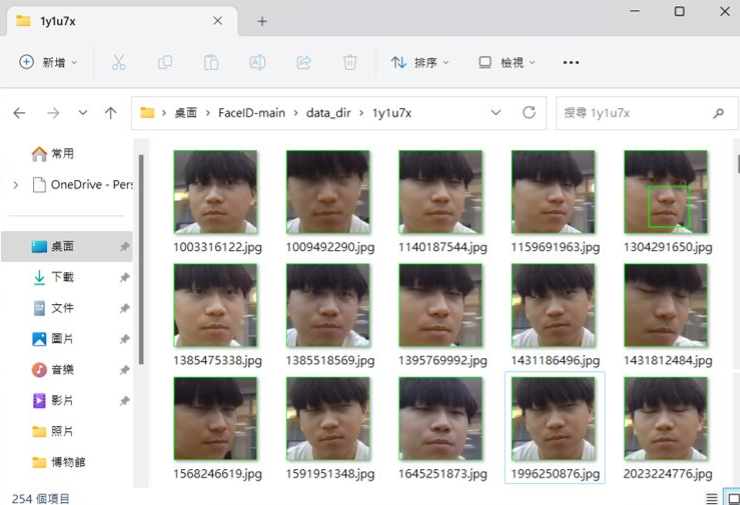 1y1u7x
新增
排序
檢視
桌面 > FaceID-main > data_dir > 1y1u7x
搜尋 1y1u7x
常用
OneDrive - Pers
桌面
下載
文件
圖片
音樂
影片
照片
博物館
1003316122.jpg 1009492290.jpg 1140187544.jpg 1159691963.jpg 1304291650.jpg
1385475338.jpg 1385518569.jpg 1395769992.jpg 1431186496.jpg 1431812484.jpg
1568246619.jpg 1591951348.jpg 1645251873.jpg 1996250876.jpg 2023224776.jpg
254 個項目